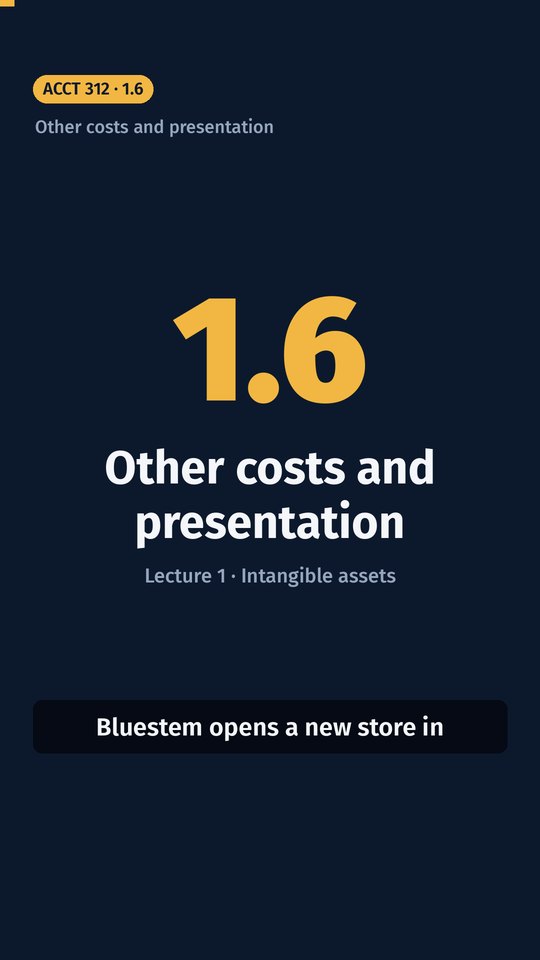 ACCT 312 · 1.6
Other costs and presentation
1.6
Other costs and
presentation
Lecture 1 · Intangible assets
Bluestem opens a new store in